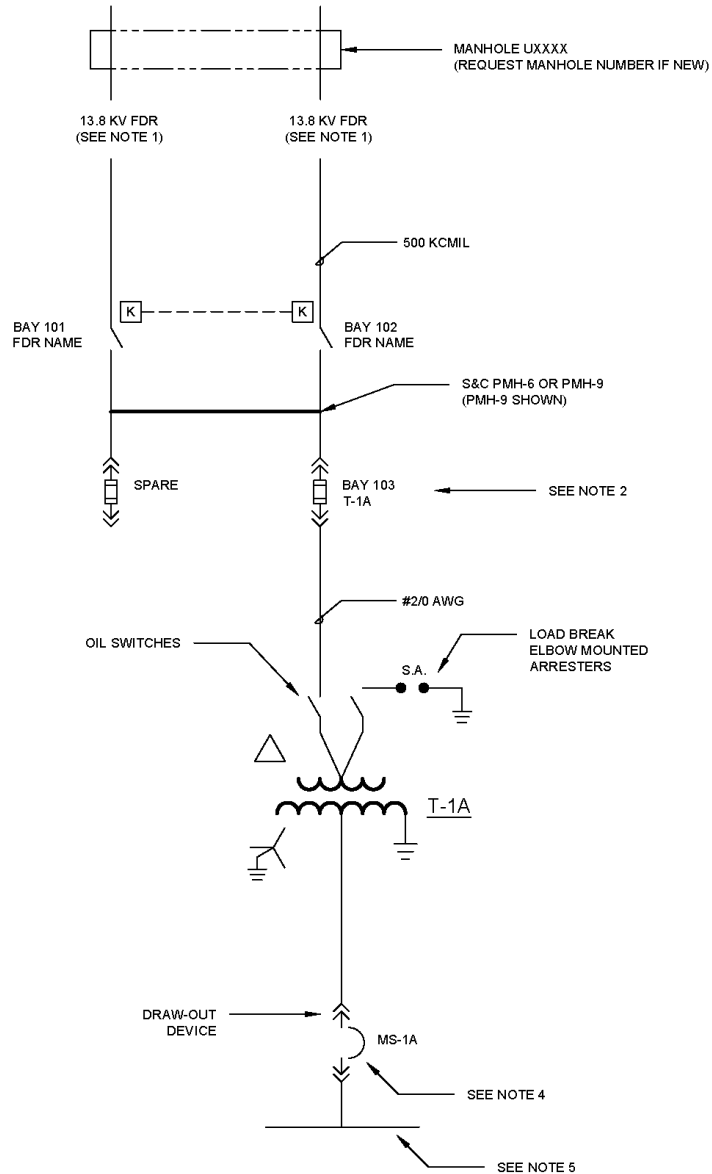 MANHOLE UXXXX
(REQUEST MANHOLE NUMBER IF NEW)
13.8 KV FDR
(SEE NOTE 1)
13.8 KV FDR
(SEE NOTE 1)
500 KCMIL
K
K
BAY 101
FDR NAME
BAY 102
FDR NAME
S&C PMH-6 OR PMH-9
(PMH-9 SHOWN)
SPARE
BAY 103
T-1A
SEE NOTE 2
#2/0 AWG
OIL SWITCHES
LOAD BREAK
ELBOW MOUNTED
ARRESTERS
S.A.
T-1A
DRAW-OUT
DEVICE
MS-1A
SEE NOTE 4
SEE NOTE 5